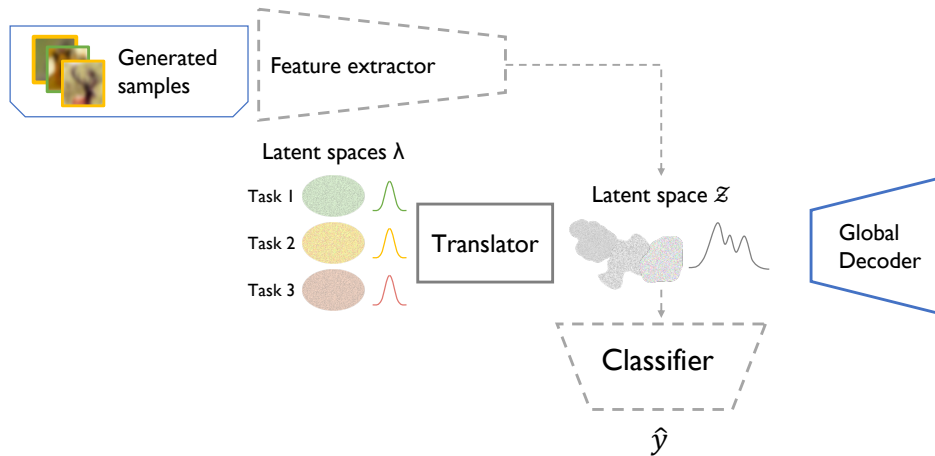 Generated
samples
Feature extractor
Latent spaces λ
Task 1
Task 2
Task 3
Translator
Latent space 𝒵
Global
Decoder
Classifier
ŷ